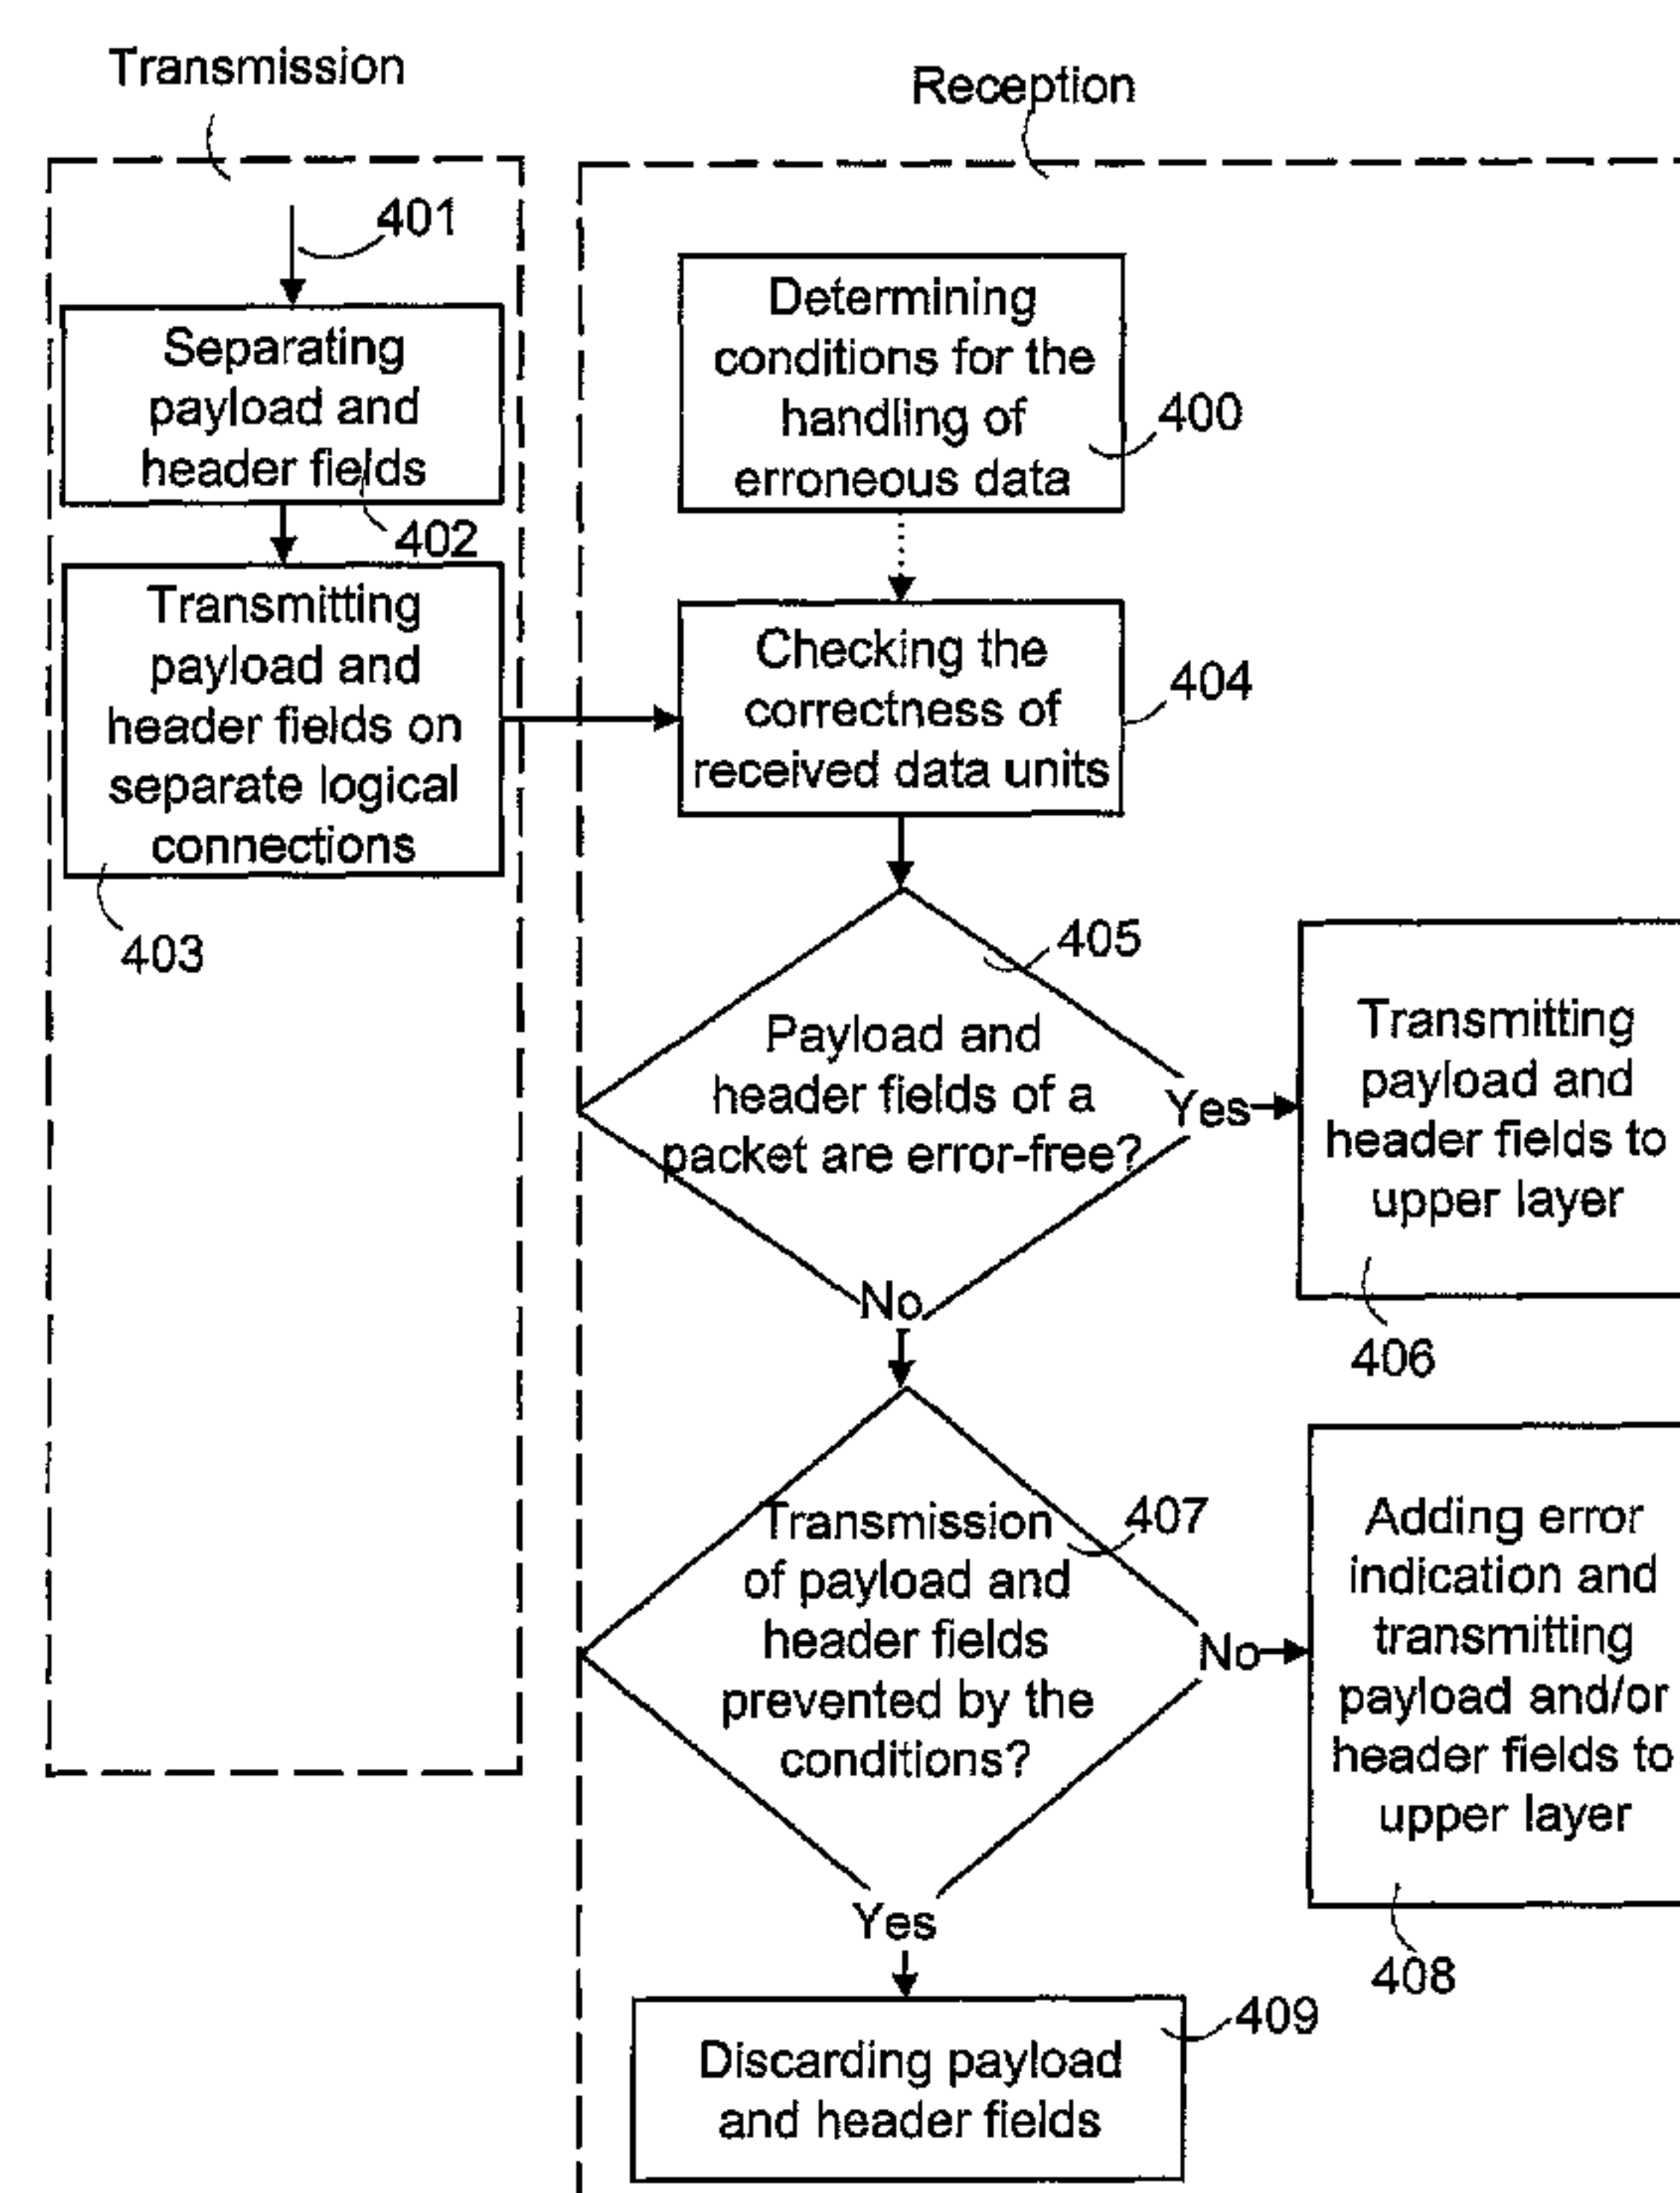 Transmission
Reception
401
Separating
payload and
header fields
402
Transmitting
payload and
header fields on
separate logical
connections
403
Determining
conditions for the
handling of
erroneous data
400
Checking the
correctness of
received data units
404
405
Payload and
header fields of a
packet are error-free?
Yes
No
Transmitting
payload and
header fields to
upper layer
406
Transmission
of payload and
header fields
prevented by the
conditions?
407
No
Yes
Adding error
indication and
transmitting
payload and/or
header fields to
upper layer
408
409
Discarding payload
and header fields